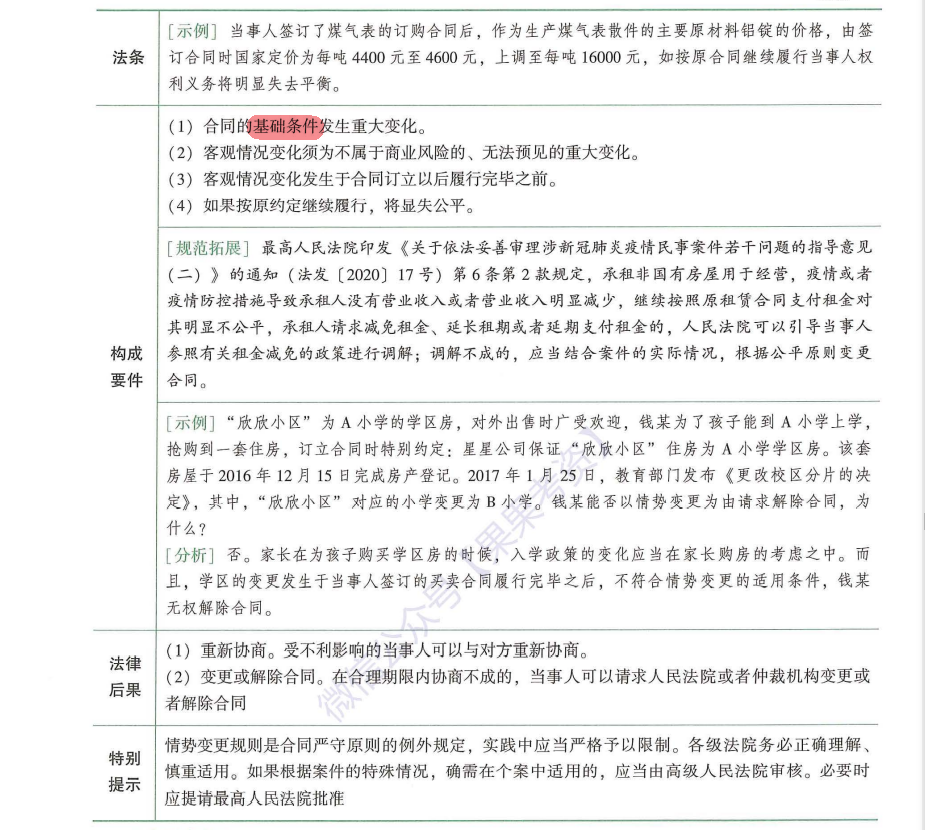 法条
[示例] 当事人签订了煤气表的订购合同后，作为生产煤气表散件的主要原材料铝锭的价格，由签
订合同时国家定价为每吨 4400 元至 4600 元，上调至每吨 16000 元，如按原合同继续履行当事人权
利义务将明显失去平衡。
构成
要件
(1) 合同的基础条件发生重大变化。
(2) 客观情况变化须为不属于商业风险的、无法预见的重大变化。
(3) 客观情况变化发生于合同订立以后履行完毕之前。
(4) 如果按原约定继续履行，将显失公平。
[规范拓展] 最高人民法院印发《关于依法妥善审理涉新冠肺炎疫情民事案件若干问题的指导意见
(二)》的通知 (法发〔2020〕17 号) 第 6 条第 2 款规定，承租非国有房屋用于经营，疫情或者
疫情防控措施导致承租人没有营业收入或者营业收入明显减少，继续按照原租赁合同支付租金对
其明显不公平，承租人请求减免租金、延长租期或者延期支付租金的，人民法院可以引导当事人
参照有关租金减免的政策进行调解；调解不成的，应当结合案件的实际情况，根据公平原则变更
合同。
[示例] “欣欣小区”为 A 小学的学区房，对外出售时广受欢迎，钱某为了孩子能到 A 小学上学，
抢购到一套住房，订立合同时特别约定：星星公司保证“欣欣小区”住房为 A 小学学区房。该套
房屋于 2016 年 12 月 15 日完成房产登记。2017 年 1 月 25 日，教育部门发布《更改校区分片的决
定》，其中，“欣欣小区”对应的小学变更为 B 小学。钱某能否以情势变更为由请求解除合同，为
什么？
[分析] 否。家长在为孩子购买学区房的时候，入学政策的变化应当在家长购房的考虑之中。而
且，学区的变更发生于当事人签订的买卖合同履行完毕之后，不符合情势变更的适用条件，钱某
无权解除合同。
法律
后果
(1) 重新协商。受不利影响的当事人可以与对方重新协商。
(2) 变更或解除合同。在合理期限内协商不成的，当事人可以请求人民法院或者仲裁机构变更或
者解除合同
特别
提示
情势变更规则是合同严守原则的例外规定，实践中应当严格予以限制。各级法院务必正确理解、
慎重适用。如果根据案件的特殊情况，确需在个案中适用的，应当由高级人民法院审核。必要时
应提请最高人民法院批准
微信公众号【果果考资】